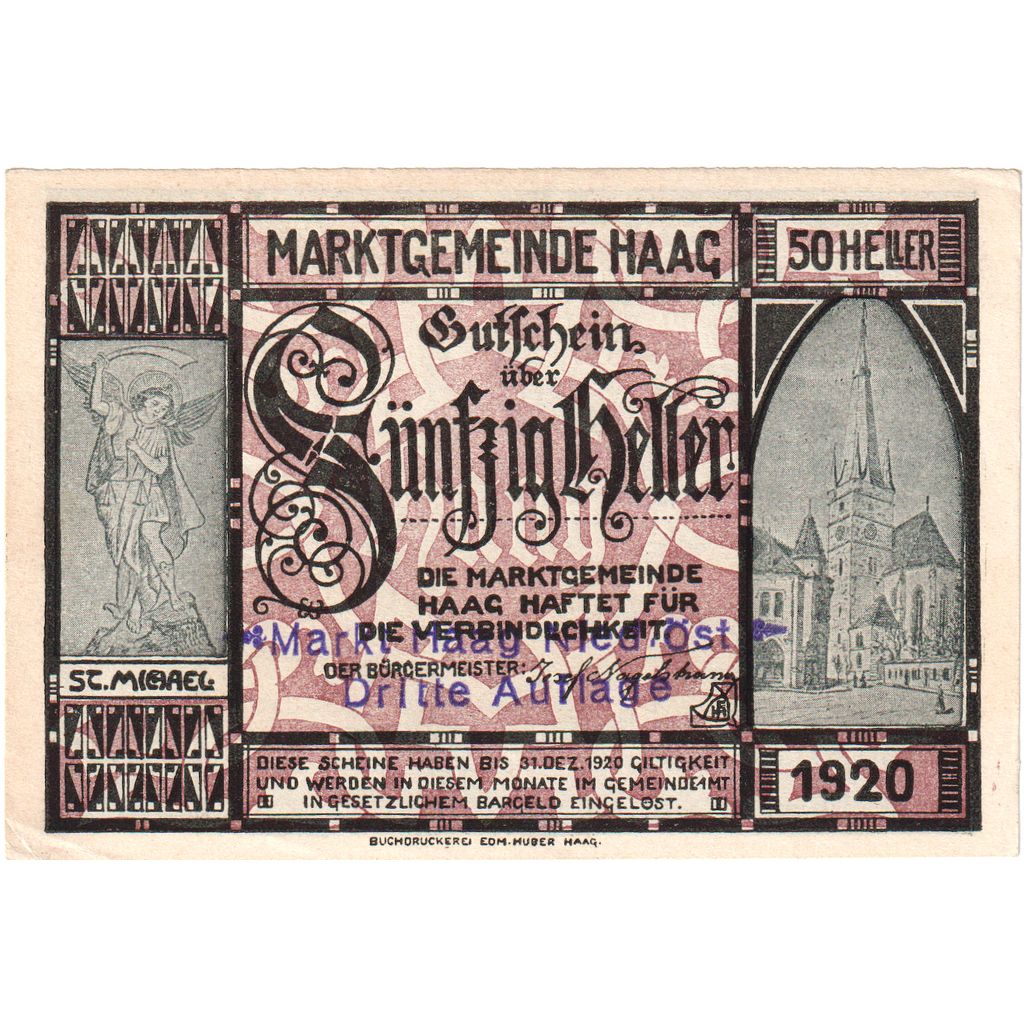 MARKTGEMEINDE HAAG
50 HELLER
Gutschein
über
Fünfzig Heller
DIE MARKTGEMEINDE
HAAG HAFTET FÜR
DIE VERBINDLICHKEIT
Markt Haag Nied. Öst
DER BÜRGERMEISTER: Josef
Dritte Auflage
ST. MICHAEL
DIESE SCHEINE HABEN BIS 31. DEZ. 1920 GILTIGKEIT
UND WERDEN IN DIESEM MONATE IM GEMEINDEAMT
IN GESETZLICHEM BARGELD EINGELÖST.
1920
BUCHDRUCKEREI EDM. HUBER HAAG.